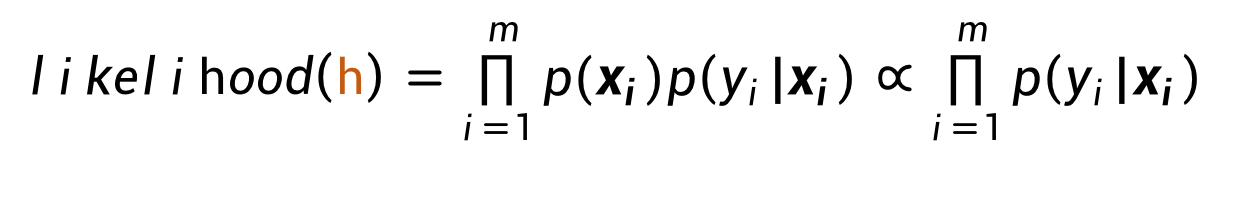 likelihood(h) = ∏_{i=1}^{m} p(x_i)p(y_i|x_i) ∝ ∏_{i=1}^{m} p(y_i|x_i)